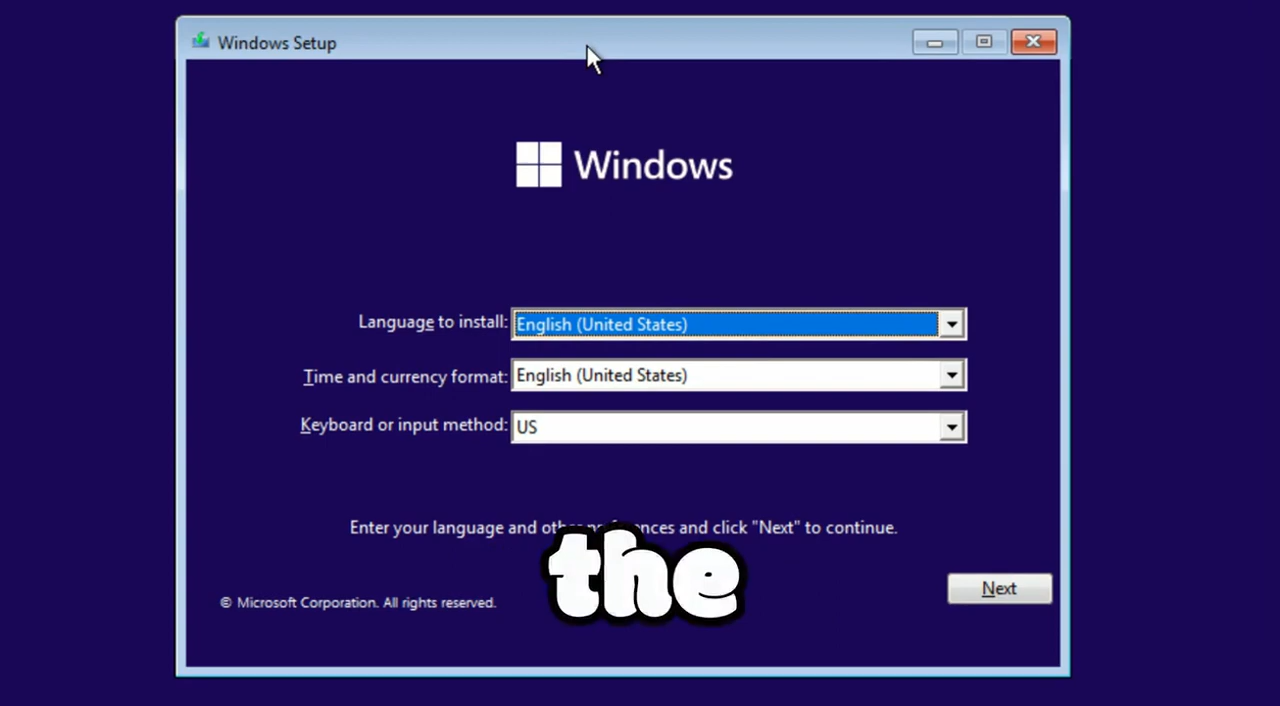 Windows Setup
Windows
Language to install: English (United States)
Time and currency format: English (United States)
Keyboard or input method: US
Enter your language and other preferences and click "Next" to continue.
the
Next
© Microsoft Corporation. All rights reserved.